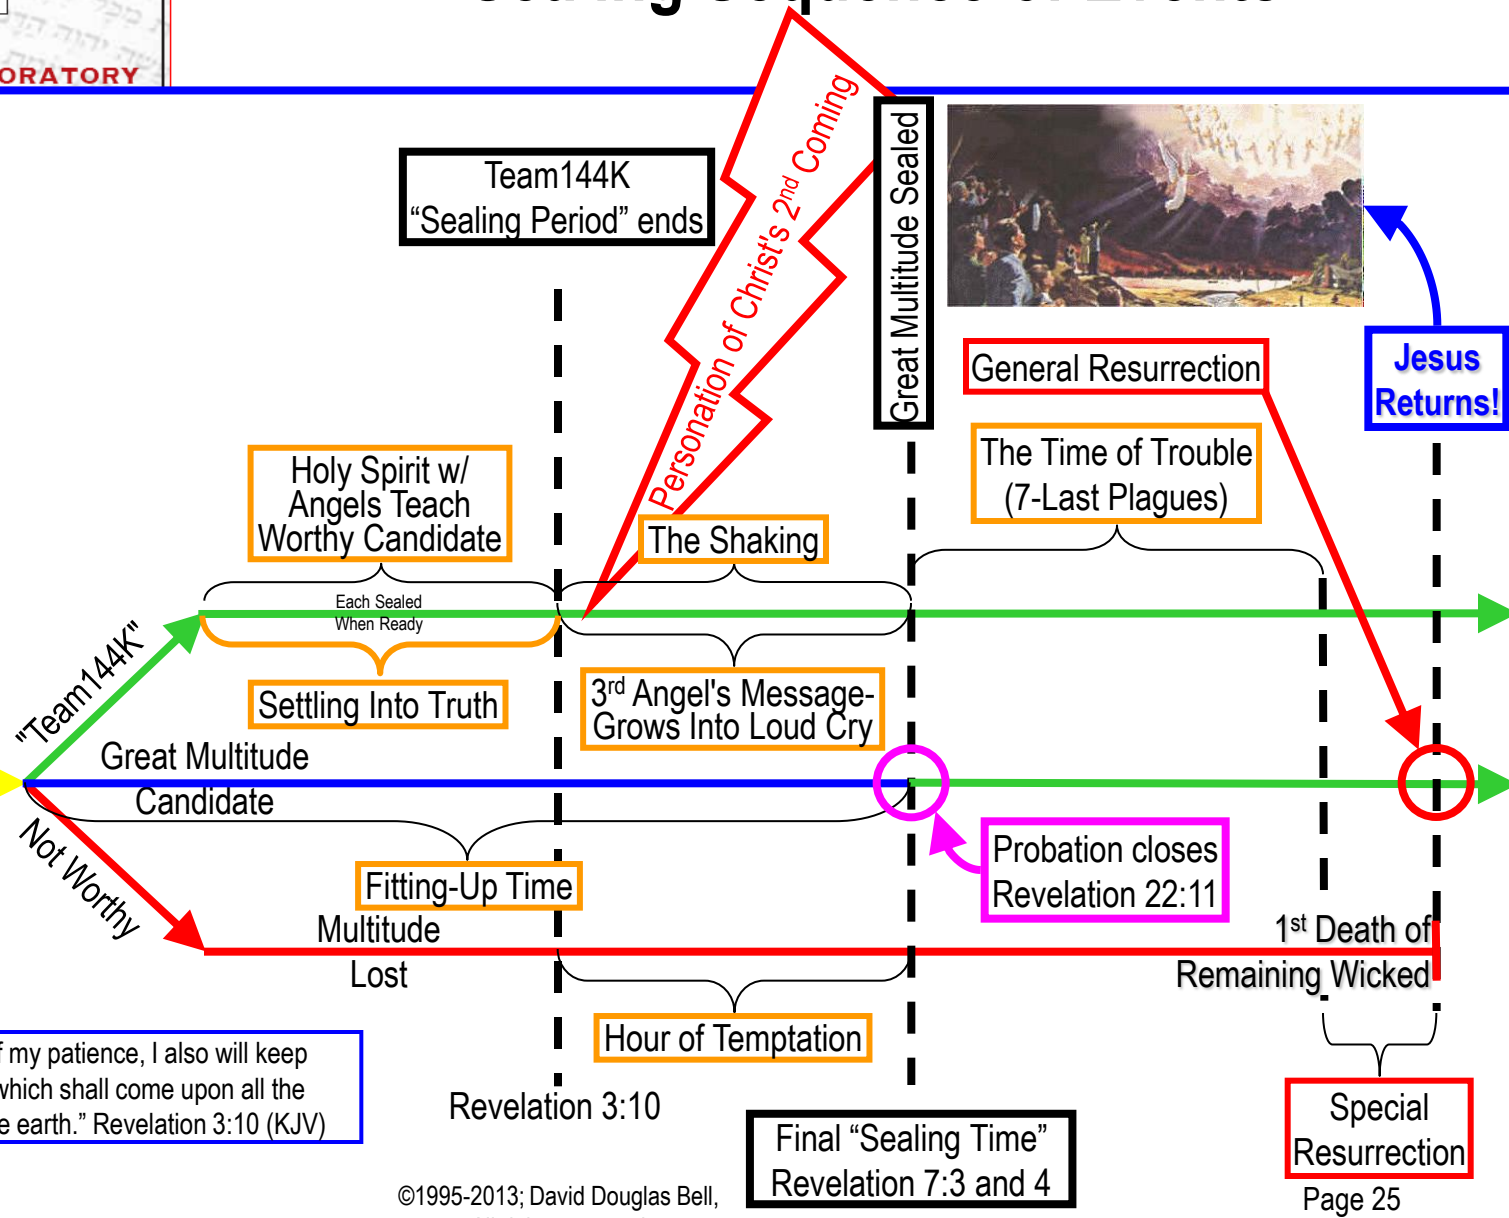 Sealing Sequence of Events
ORATORY
Team144K
“Sealing Period” ends
Personation of Christ's 2nd Coming
Great Multitude Sealed
Jesus
Returns!
General Resurrection
The Time of Trouble
(7-Last Plagues)
Holy Spirit w/
Angels Teach
Worthy Candidate
The Shaking
Each Sealed
When Ready
"Team144K"
Settling Into Truth
3rd Angel's Message-
Grows Into Loud Cry
Great Multitude
Candidate
Not Worthy
Fitting-Up Time
Probation closes
Revelation 22:11
Multitude
Lost
1st Death of
Remaining Wicked
Hour of Temptation
f my patience, I also will keep
which shall come upon all the
e earth.” Revelation 3:10 (KJV)
Revelation 3:10
Final “Sealing Time”
Revelation 7:3 and 4
Special
Resurrection
©1995-2013; David Douglas Bell,
Page 25